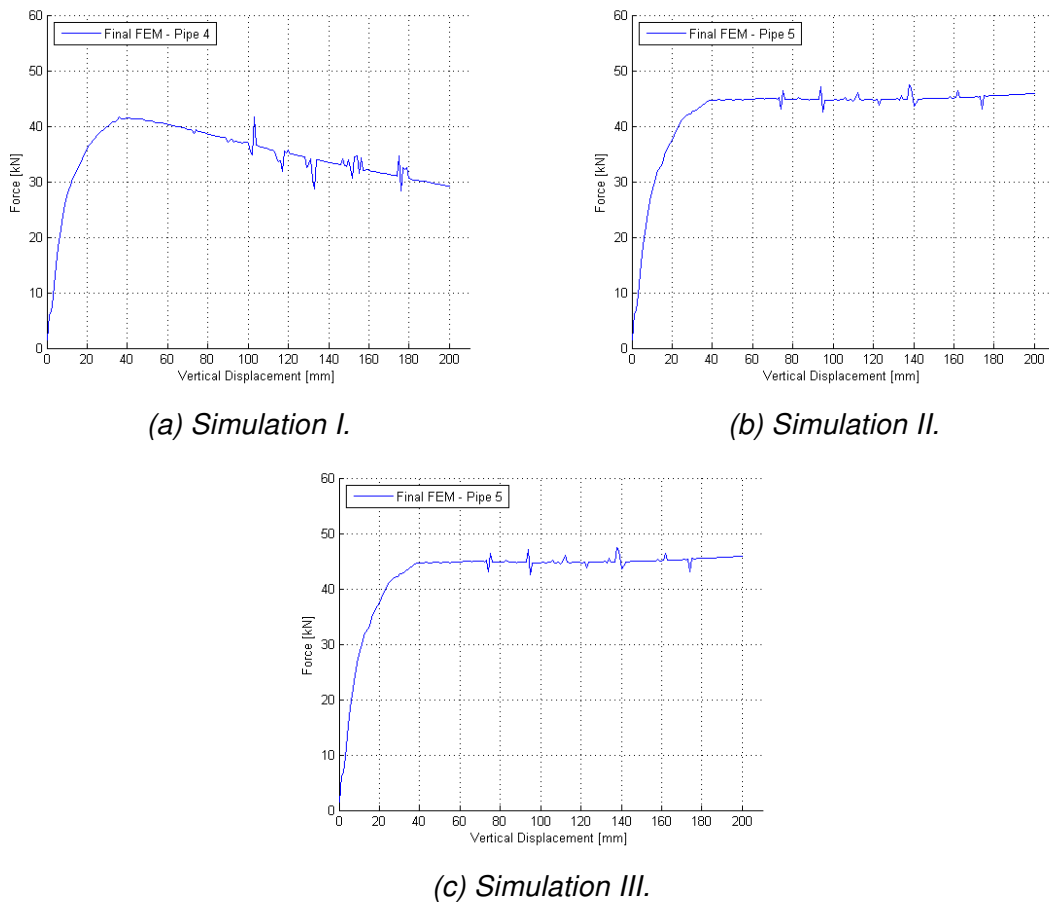 60
50
40
30
20
10
0
Force [kN]
Final FEM - Pipe 4
0 20 40 60 80 100 120 140 160 180 200
Vertical Displacement [mm]
(a) Simulation I.
60
50
40
30
20
10
0
Force [kN]
Final FEM - Pipe 5
0 20 40 60 80 100 120 140 160 180 200
Vertical Displacement [mm]
(b) Simulation II.
60
50
40
30
20
10
0
Force [kN]
Final FEM - Pipe 5
0 20 40 60 80 100 120 140 160 180 200
Vertical Displacement [mm]
(c) Simulation III.